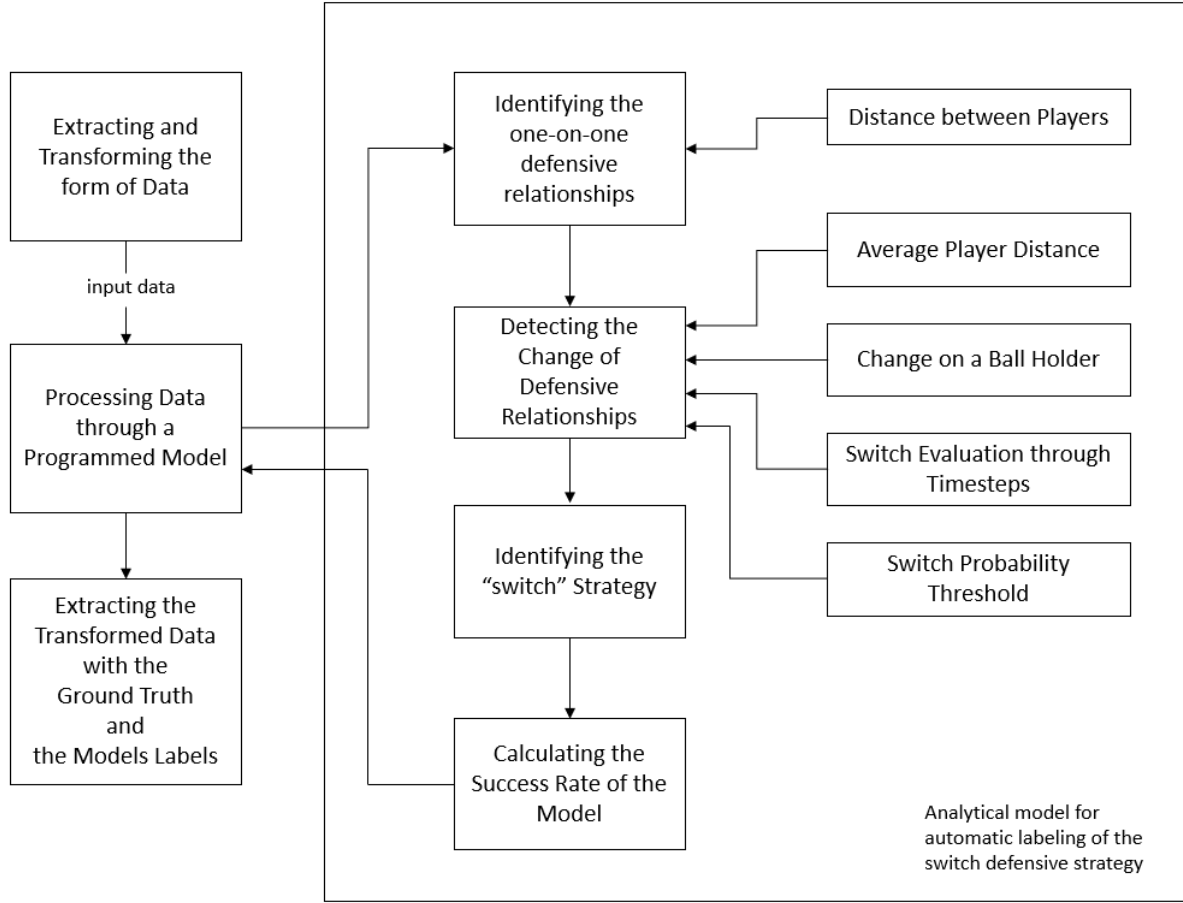 Extracting and
Transforming the
form of Data
input data
Processing Data
through a
Programmed Model
Extracting the
Transformed Data
with the
Ground Truth
and
the Models Labels
Identifying the
one-on-one
defensive
relationships
Detecting the
Change of
Defensive
Relationships
Identifying the
“switch” Strategy
Calculating the
Success Rate of the
Model
Distance between Players
Average Player Distance
Change on a Ball Holder
Switch Evaluation through
Timesteps
Switch Probability
Threshold
Analytical model for
automatic labeling of the
switch defensive strategy